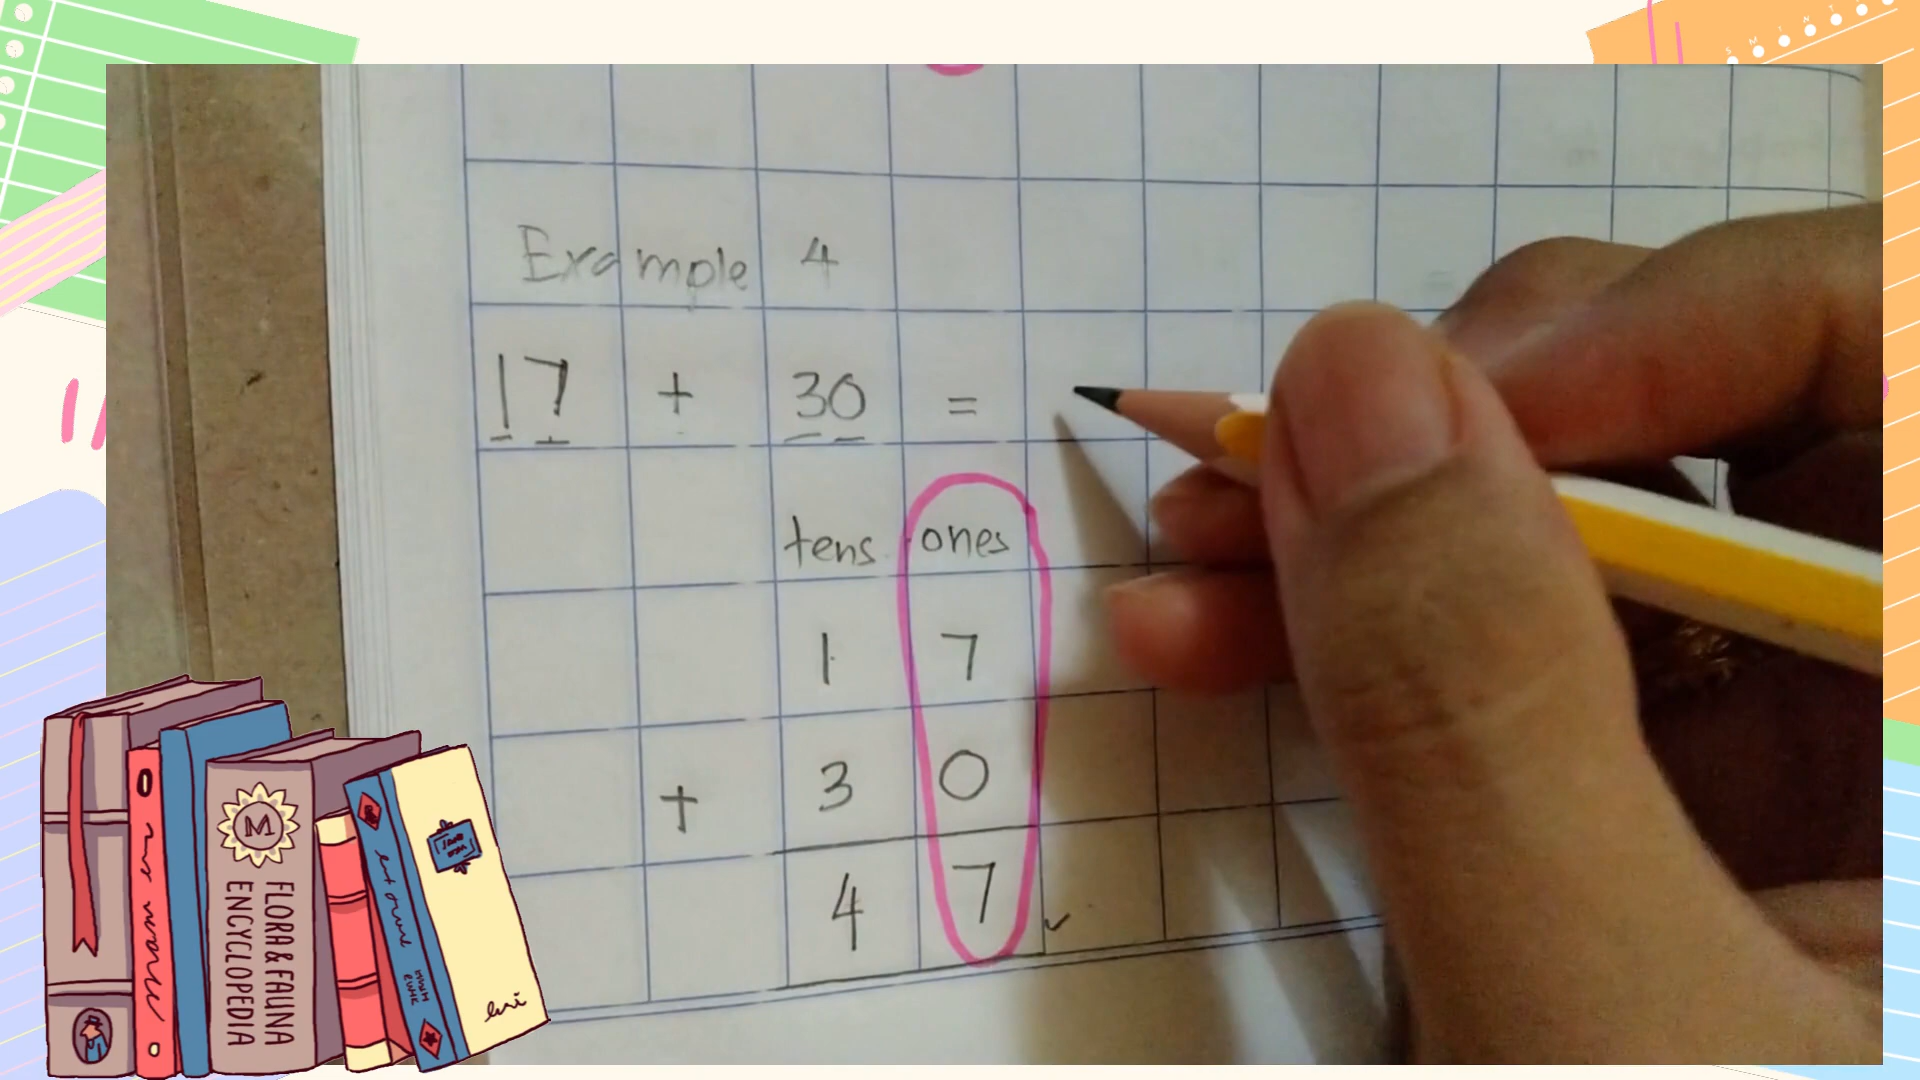 Example 4
17 + 30 =
tens ones
1 7
+ 3 0
4 7
M
FLORA & FAUNA
ENCYCLOPEDIA
S M T N T